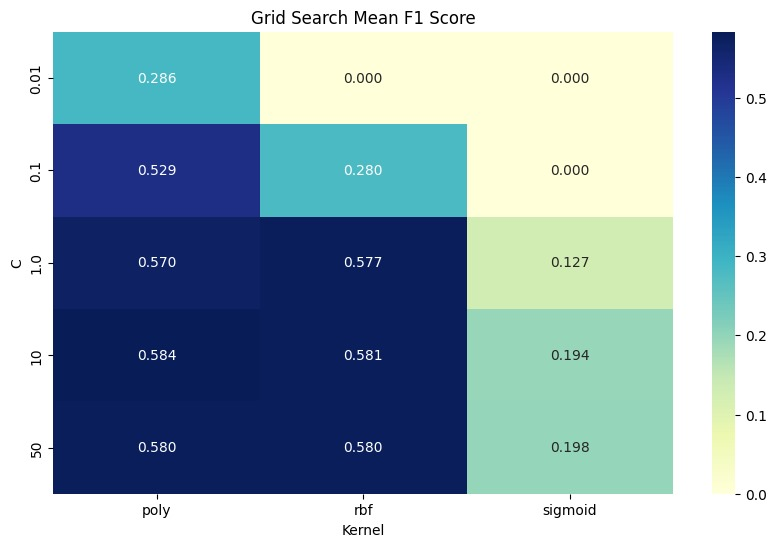 Grid Search Mean F1 Score
C
0.01 0.286 0.000 0.000
0.1 0.529 0.280 0.000
1.0 0.570 0.577 0.127
10 0.584 0.581 0.194
50 0.580 0.580 0.198
poly rbf sigmoid
Kernel
0.5
0.4
0.3
0.2
0.1
0.0